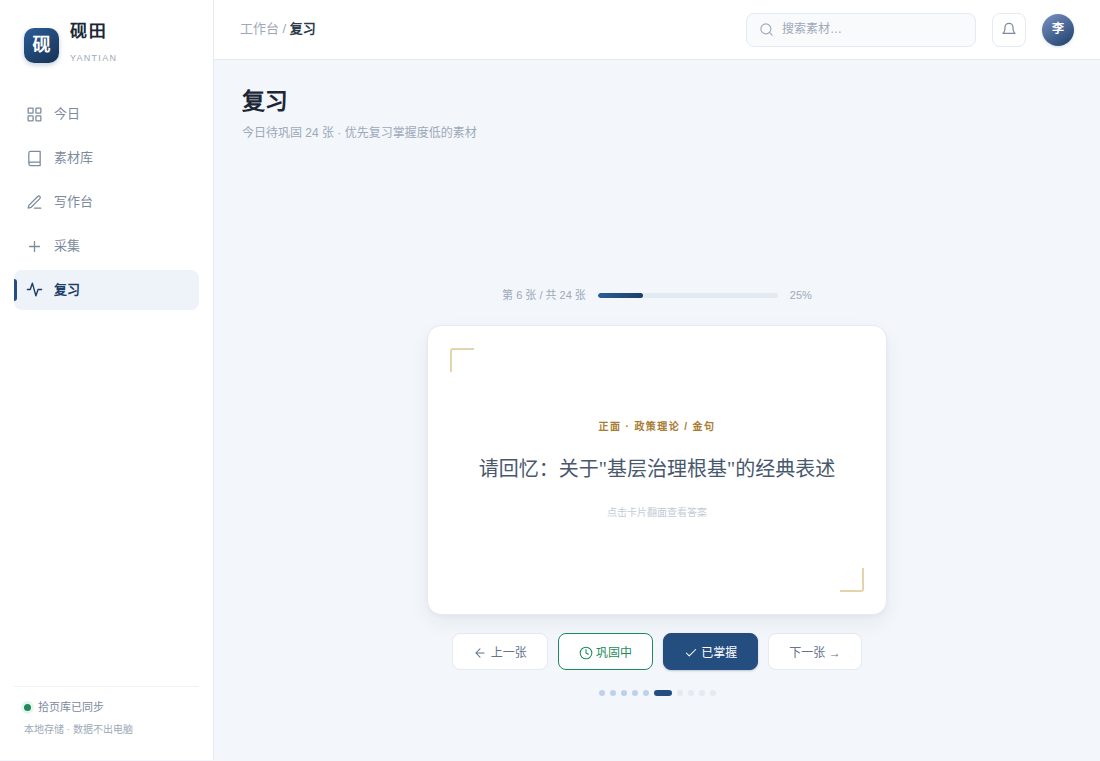 砚
砚田
YANTIAN
今日
素材库
写作台
采集
复习
拾页库已同步
本地存储 · 数据不出电脑
工作台 / 复习
搜索素材…
李
复习
今日待巩固 24 张 · 优先复习掌握度低的素材
第 6 张 / 共 24 张
25%
正面 · 政策理论 / 金句
请回忆：关于"基层治理根基"的经典表述
点击卡片翻面查看答案
← 上一张
巩固中
已掌握
下一张 →